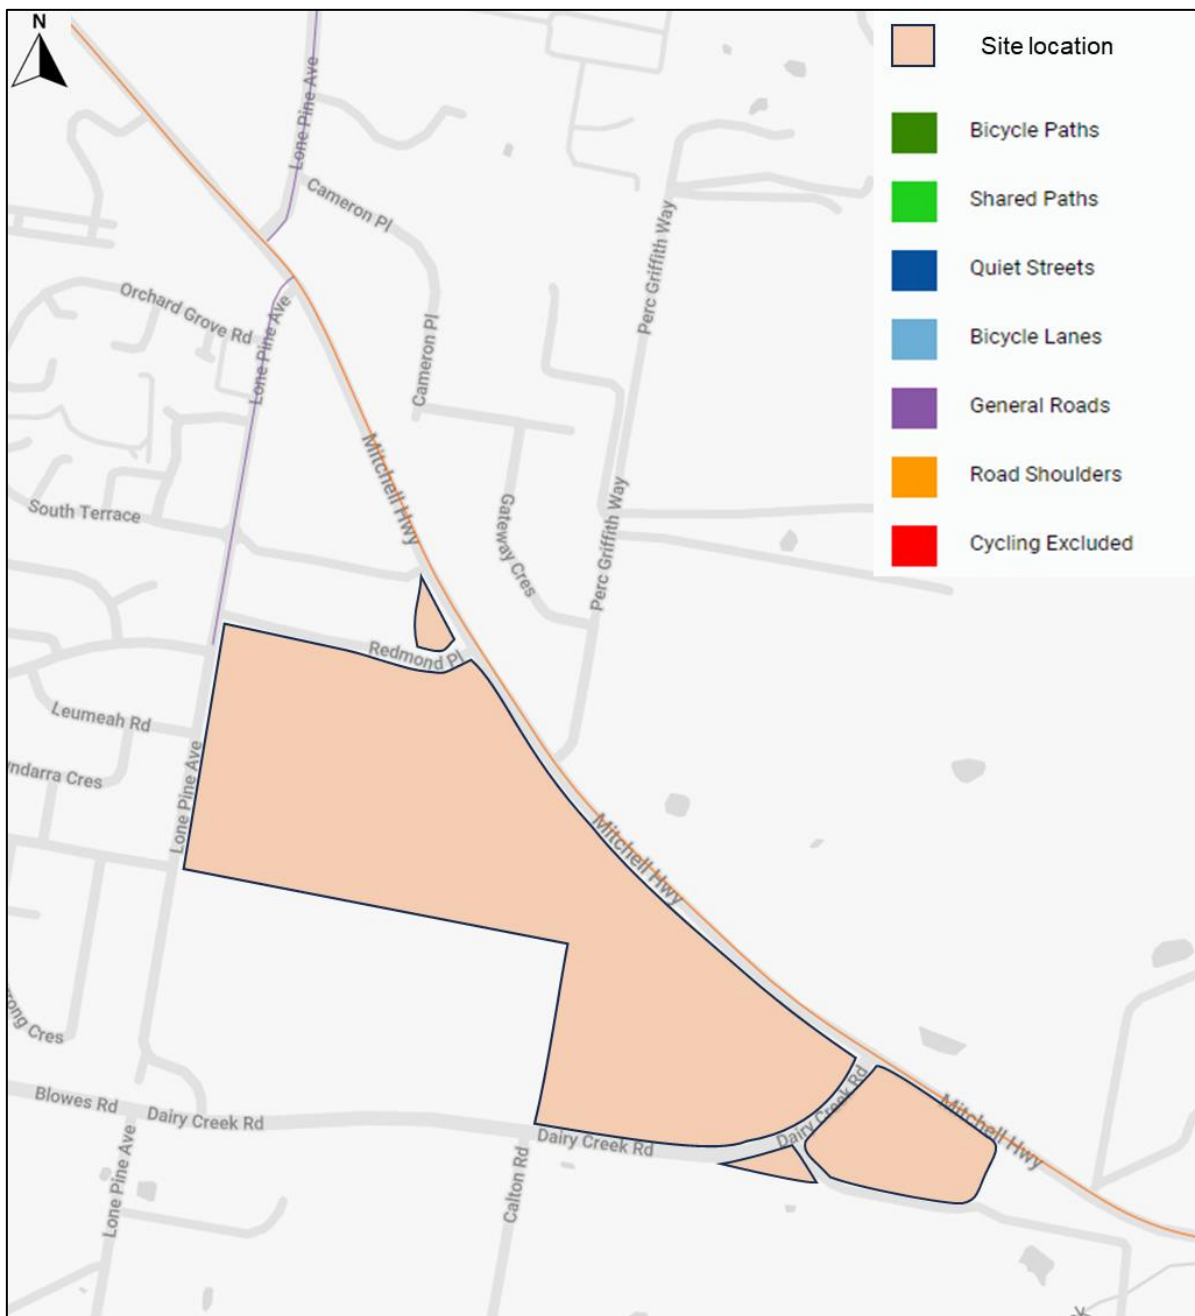 N
Site location
Bicycle Paths
Shared Paths
Quiet Streets
Bicycle Lanes
General Roads
Road Shoulders
Cycling Excluded
Lone Pine Ave
Cameron Pl
Perc Griffith Way
Orchard Grove Rd
Lone Pine Ave
Cameron Pl
Mitchell Hwy
South Terrace
Gateway Cres
Perc Griffith Way
Redmond Pl
Leumeah Rd
ndarra Cres
Lone Pine Ave
Mitchell Hwy
rong Cres
Blowes Rd
Dairy Creek Rd
Dairy Creek Rd
Dairy Creek Rd
Mitchell Hwy
Lone Pine Ave
Calton Rd